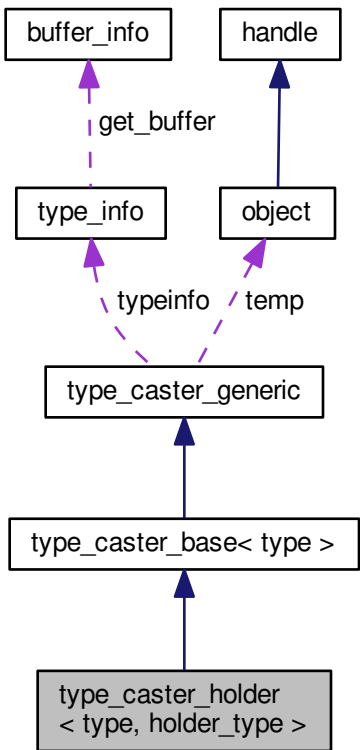 buffer_info
handle
get_buffer
type_info
object
typeinfo
temp
type_caster_generic
type_caster_base< type >
type_caster_holder
< type, holder_type >